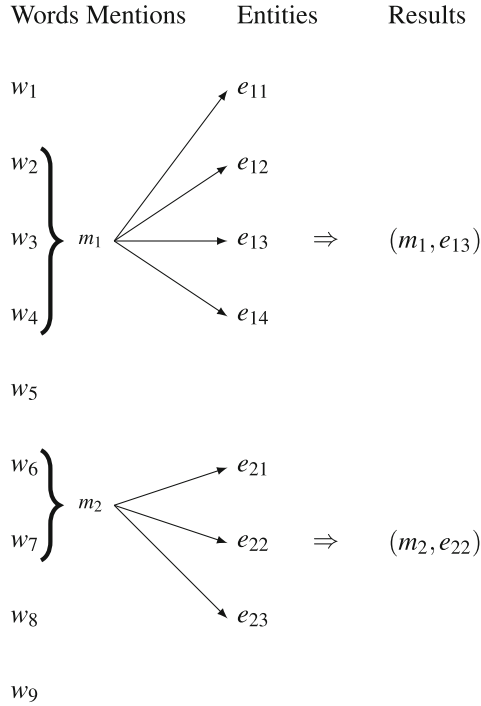 Words Mentions Entities Results
w₁ e₁₁
w₂ e₁₂
w₃ m₁ e₁₃ ⇒ (m₁, e₁₃)
w₄ e₁₄
w₅
w₆ e₂₁
m₂
w₇ e₂₂ ⇒ (m₂, e₂₂)
w₈ e₂₃
w₉